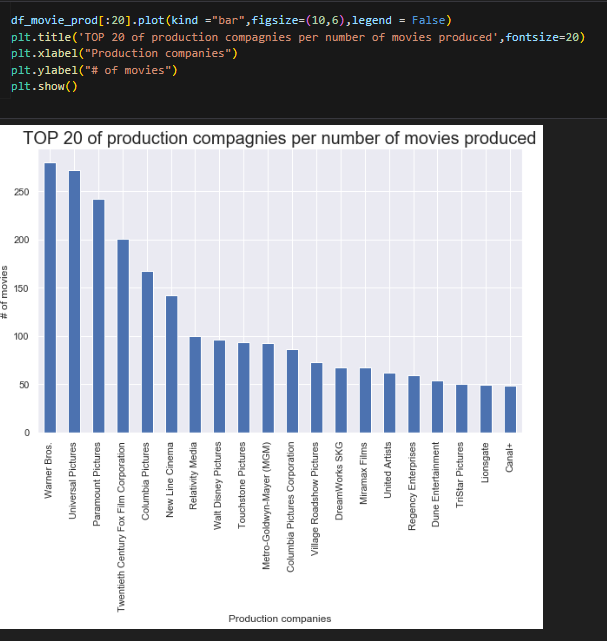 df_movie_prod[:20].plot(kind ="bar",figsize=(10,6),legend = False)
plt.title('TOP 20 of production compagnies per number of movies produced',fontsize=20)
plt.xlabel("Production companies")
plt.ylabel("# of movies")
plt.show()
TOP 20 of production compagnies per number of movies produced
250
200
150
100
50
0
# of movies
Warner Bros.
Universal Pictures
Paramount Pictures
Twentieth Century Fox Film Corporation
Columbia Pictures
New Line Cinema
Relativity Media
Walt Disney Pictures
Touchstone Pictures
Metro-Goldwyn-Mayer (MGM)
Columbia Pictures Corporation
Village Roadshow Pictures
DreamWorks SKG
Miramax Films
United Artists
Regency Enterprises
Dune Entertainment
TriStar Pictures
Lionsgate
Canal+
Production companies